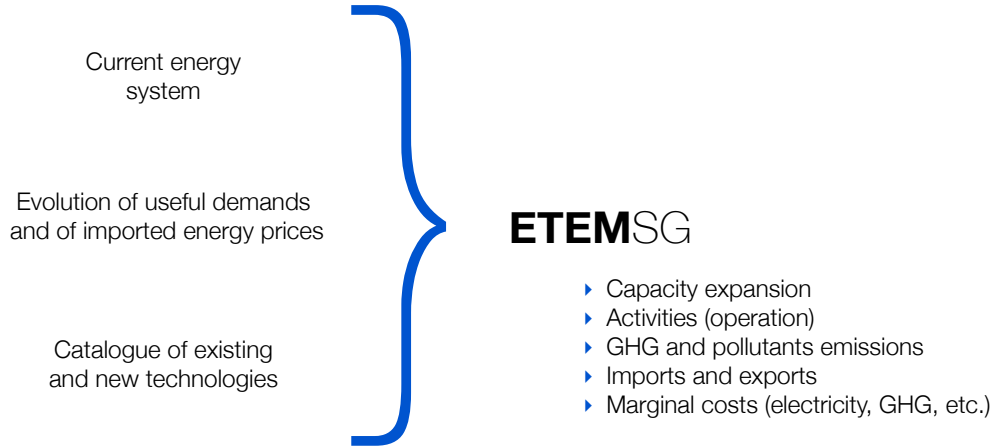 Current energy
system
Evolution of useful demands
and of imported energy prices
Catalogue of existing
and new technologies
ETEMSG
Capacity expansion
Activities (operation)
GHG and pollutants emissions
Imports and exports
Marginal costs (electricity, GHG, etc.)